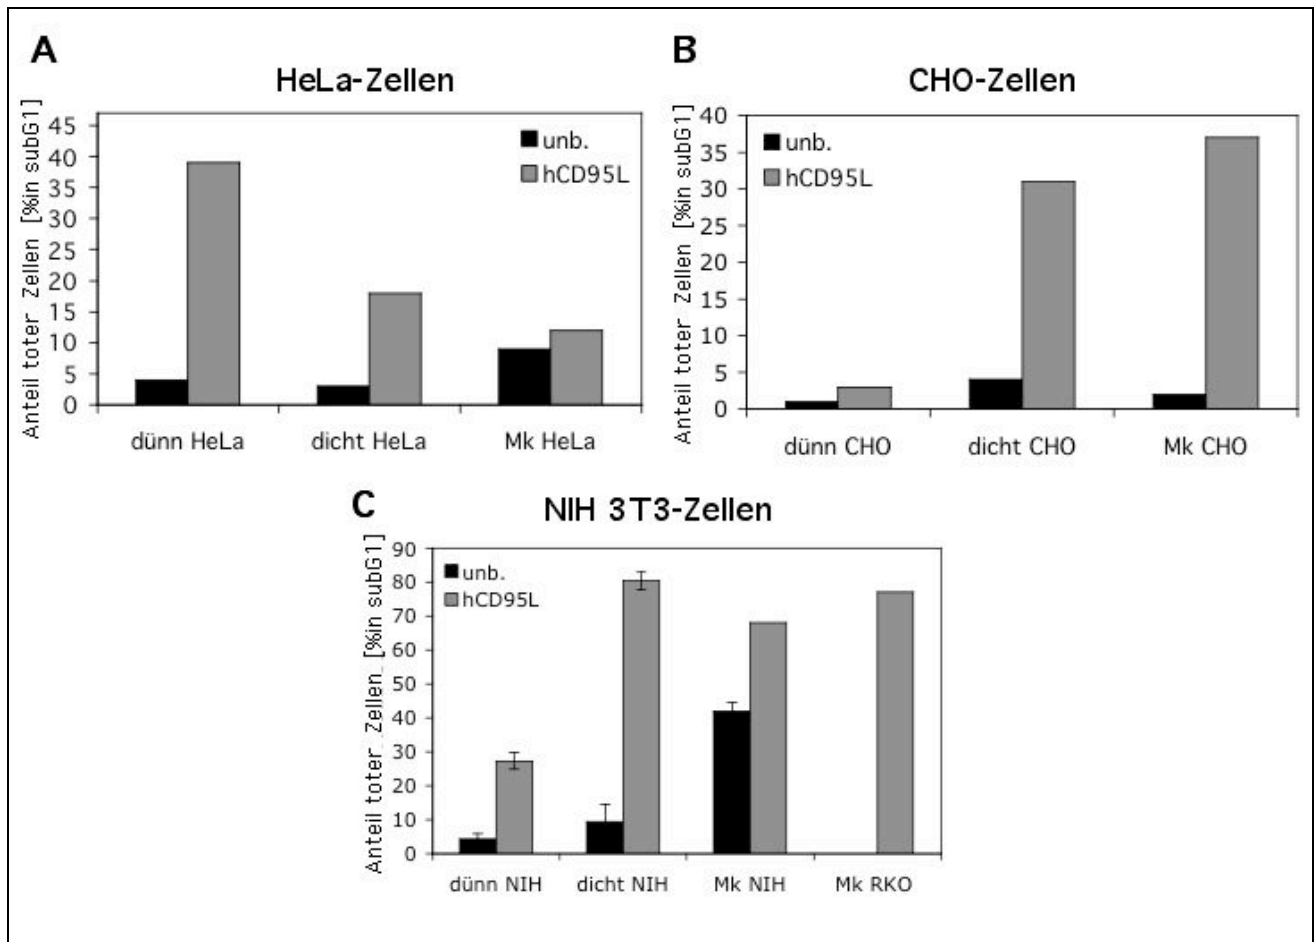 A
HeLa-Zellen
Anteil toter Zellen [%in subG1]
45
40
35
30
25
20
15
10
5
0
unb.
hCD95L
dünn HeLa dicht HeLa Mk HeLa
B
CHO-Zellen
Anteil toter Zellen [%in subG1]
40
35
30
25
20
15
10
5
0
unb.
hCD95L
dünn CHO dicht CHO Mk CHO
C
NIH 3T3-Zellen
Anteil toter Zellen [%in subG1]
90
80
70
60
50
40
30
20
10
0
unb.
hCD95L
dünn NIH dicht NIH Mk NIH Mk RKO